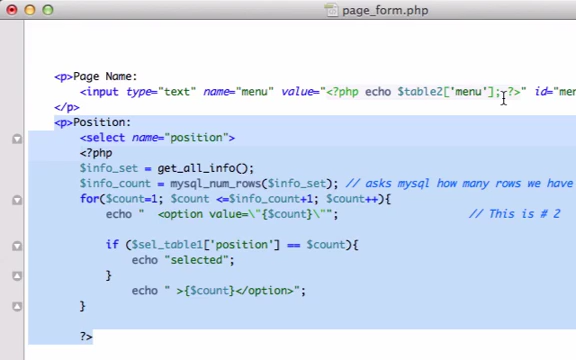 page_form.php
<p>Page Name:
<input type="text" name="menu" value="<?php echo $table2['menu']; ?>" id="men
</p>
<p>Position:
<select name="position">
<?php
$info_set = get_all_info();
$info_count = mysql_num_rows($info_set); // asks mysql how many rows we have
for($count=1; $count <=$info_count+1; $count++){
echo "  <option value=\"{$count}\""; // This is # 2
if ($sel_table1['position'] == $count){
echo "selected";
}
echo " >{$count}</option>";
}
?>